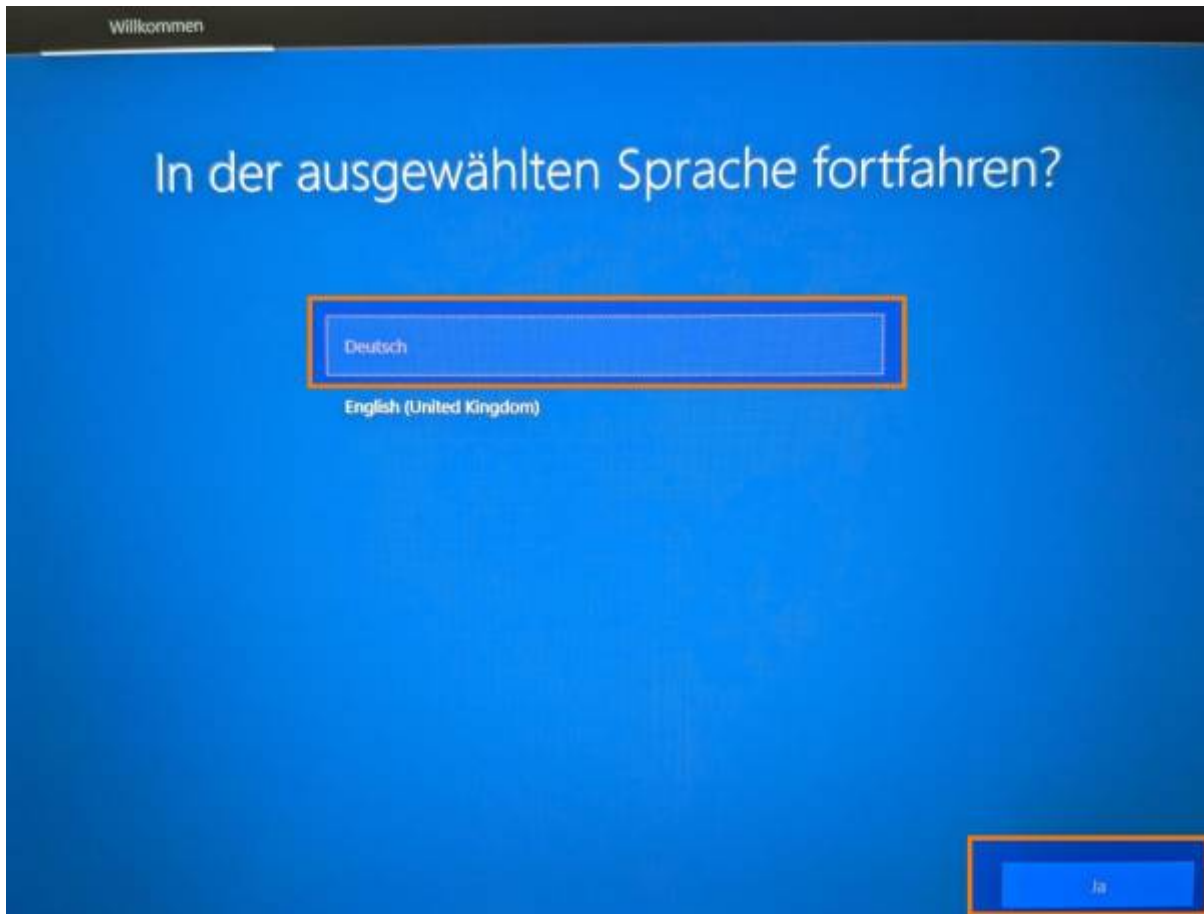 Willkommen
In der ausgewählten Sprache fortfahren?
Deutsch
English (United Kingdom)
Ja